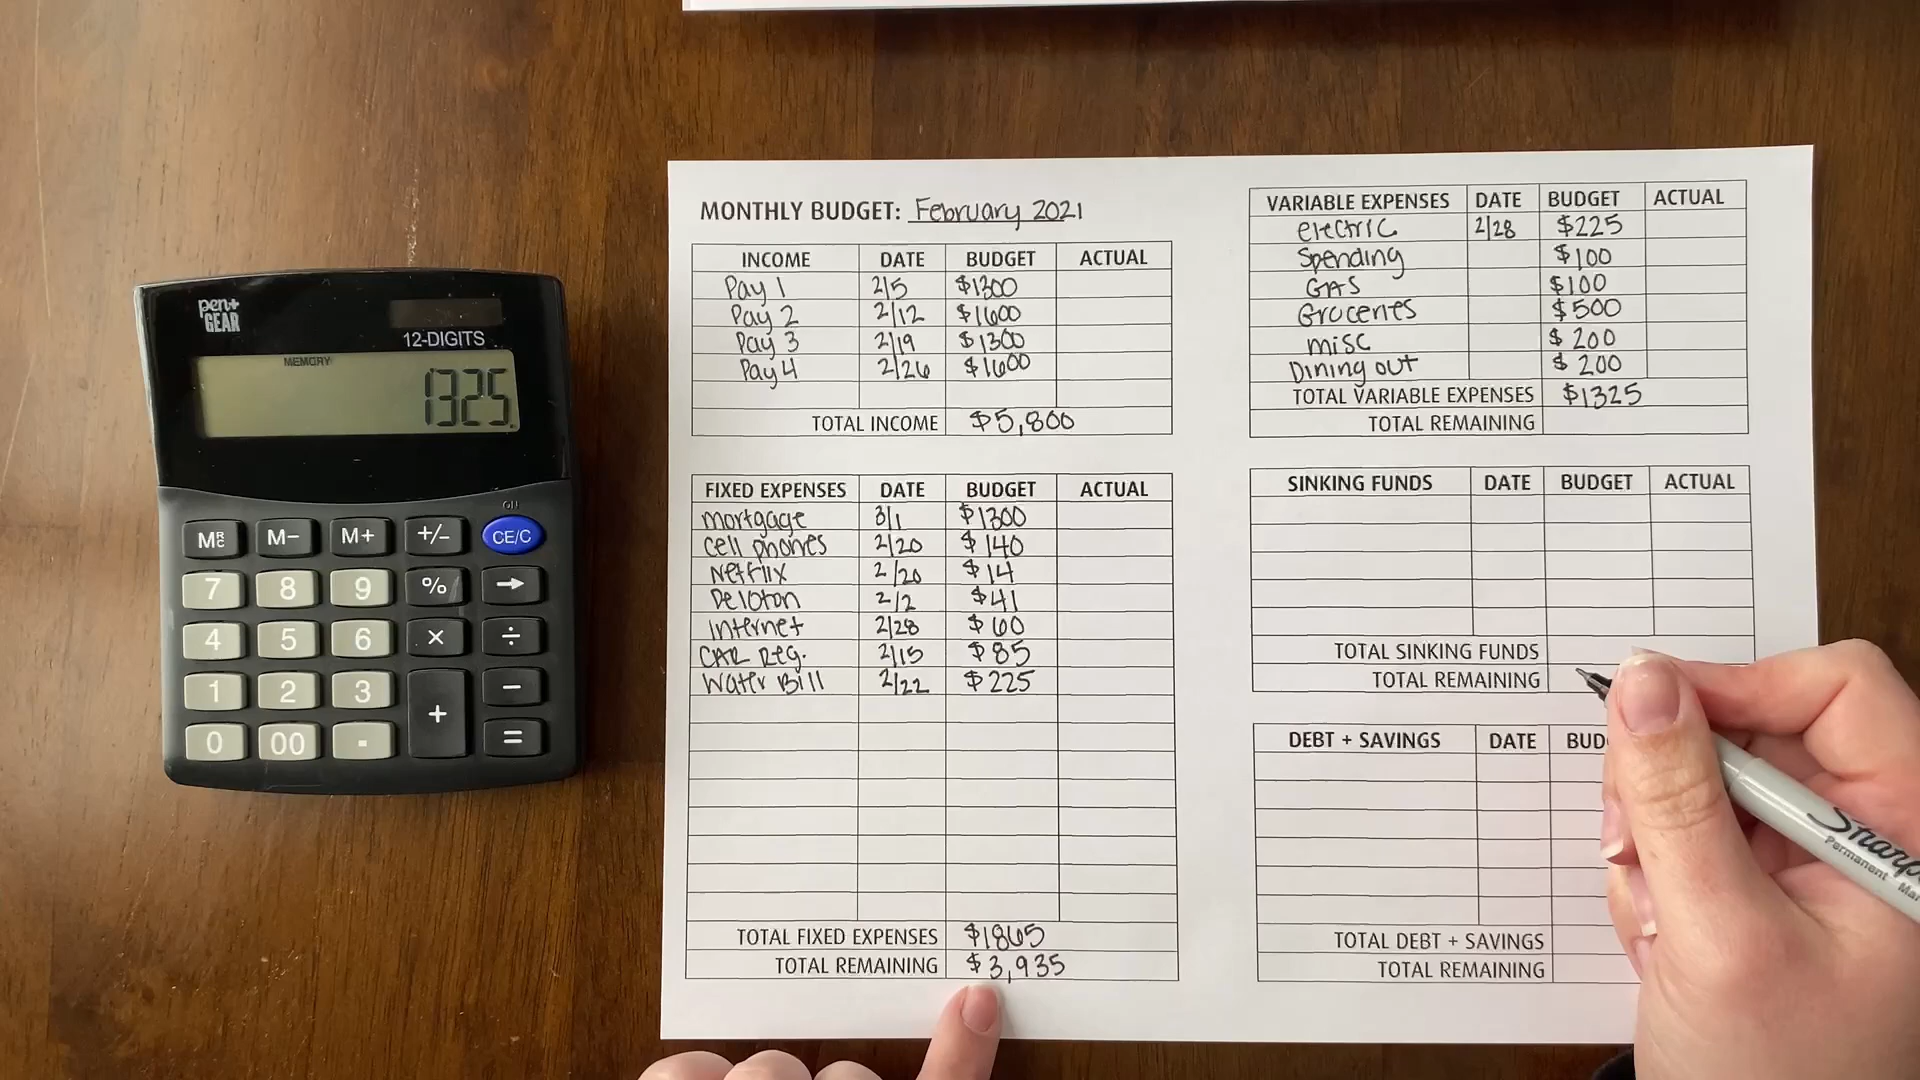 pen+
GEAR
12-DIGITS
MEMORY
1325.
ON
MRC M- M+ +/- CE/C
7 8 9 % →
4 5 6 × ÷
1 2 3 + −
0 00 . =
MONTHLY BUDGET: February 2021
INCOME DATE BUDGET ACTUAL
Pay 1 2/5 $1300
Pay 2 2/12 $1600
Pay 3 2/19 $1300
Pay 4 2/26 $1600
TOTAL INCOME $5,800
FIXED EXPENSES DATE BUDGET ACTUAL
mortgage 3/1 $1300
cell phones 2/20 $140
Netflix 2/20 $14
Peloton 2/2 $41
Internet 2/28 $60
CAR Reg. 2/15 $85
Water Bill 2/22 $225
TOTAL FIXED EXPENSES $1865
TOTAL REMAINING $3,935
VARIABLE EXPENSES DATE BUDGET ACTUAL
electric 2/28 $225
Spending $100
GAS $100
Groceries $500
misc $200
Dining out $200
TOTAL VARIABLE EXPENSES $1325
TOTAL REMAINING
SINKING FUNDS DATE BUDGET ACTUAL
TOTAL SINKING FUNDS
TOTAL REMAINING
DEBT + SAVINGS DATE BUD
TOTAL DEBT + SAVINGS
TOTAL REMAINING
Sharp
Permanent Mar